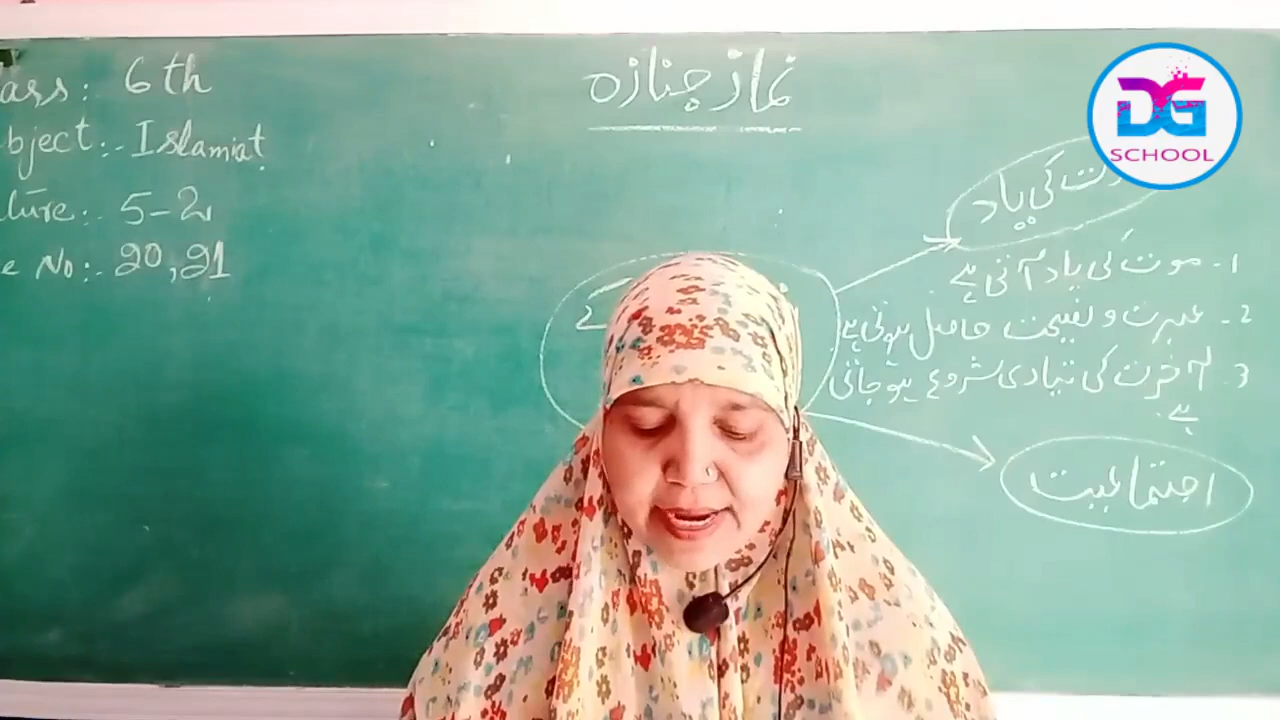 ass: 6th
bject:- Islamiat
ture:- 5-2
e No:- 20,21
نماز جنازہ
DG
SCHOOL
کی یاد
1- موت کی یاد آتی ہے
2- عبرت و نصیحت حاصل ہوتی ہے
3- آخرت کی تیاری شروع ہو جاتی
ہے
کے
اجتماعیت